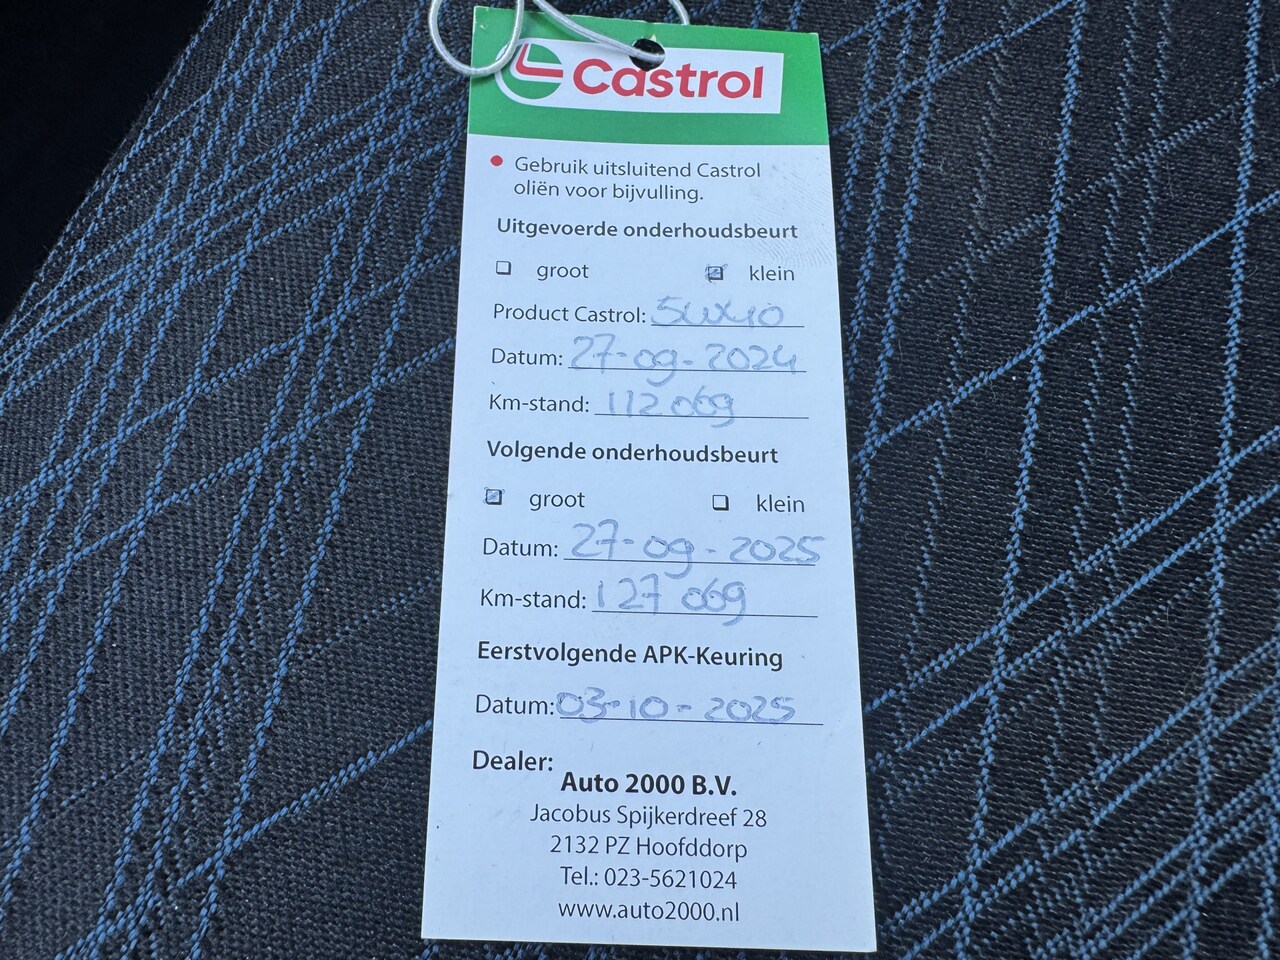 Castrol
Gebruik uitsluitend Castrol
oliën voor bijvulling.
Uitgevoerde onderhoudsbeurt
groot klein
Product Castrol: 5WX40
Datum: 27-09-2024
Km-stand: 112 069
Volgende onderhoudsbeurt
groot klein
Datum: 27-09-2025
Km-stand: 127 069
Eerstvolgende APK-Keuring
Datum: 03-10-2025
Dealer:
Auto 2000 B.V.
Jacobus Spijkerdreef 28
2132 PZ Hoofddorp
Tel.: 023-5621024
www.auto2000.nl